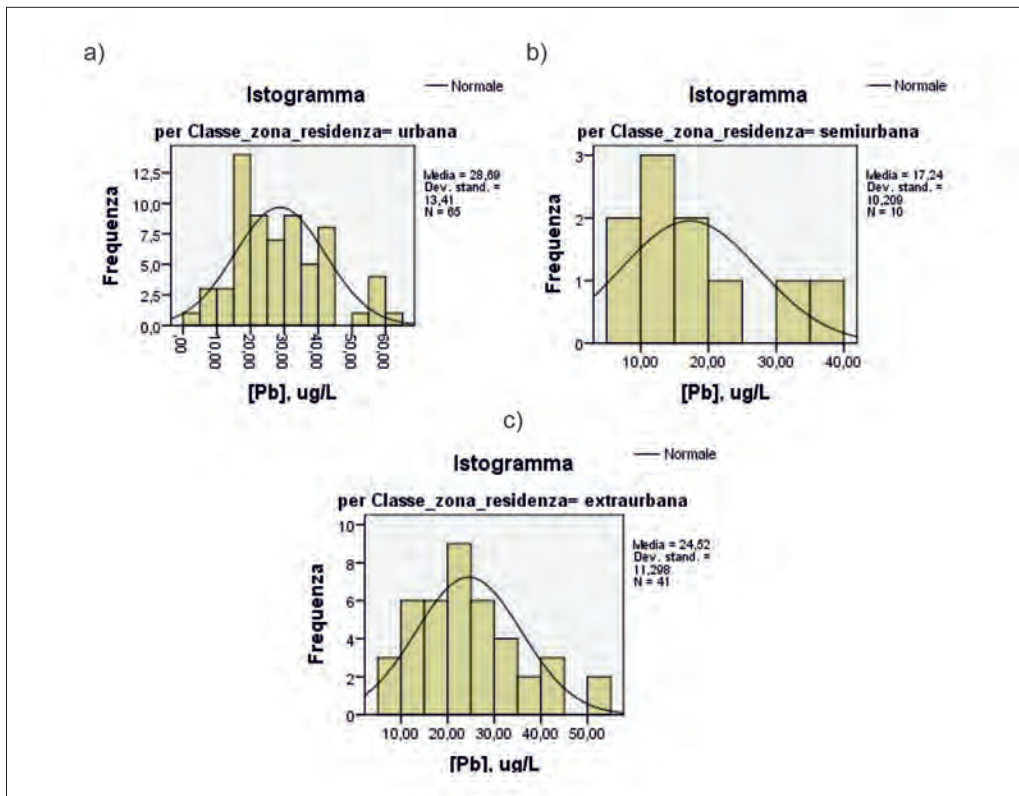 a)
Istogramma
— Normale
per Classe_zona_residenza= urbana
Media = 28,69
Dev. stand. =
13,41
N = 65
Frequenza
12,5
10,0
7,5
5,0
2,5
0,0
,00
10,00
20,00
30,00
40,00
50,00
60,00
[Pb], ug/L
b)
Istogramma
— Normale
per Classe_zona_residenza= semiurbana
Media = 17,24
Dev. stand. =
10,209
N = 10
Frequenza
3
2
1
0
10,00 20,00 30,00 40,00
[Pb], ug/L
c)
Istogramma
— Normale
per Classe_zona_residenza= extraurbana
Media = 24,52
Dev. stand. =
11,298
N = 41
Frequenza
10
8
6
4
2
0
10,00 20,00 30,00 40,00 50,00
[Pb], ug/L